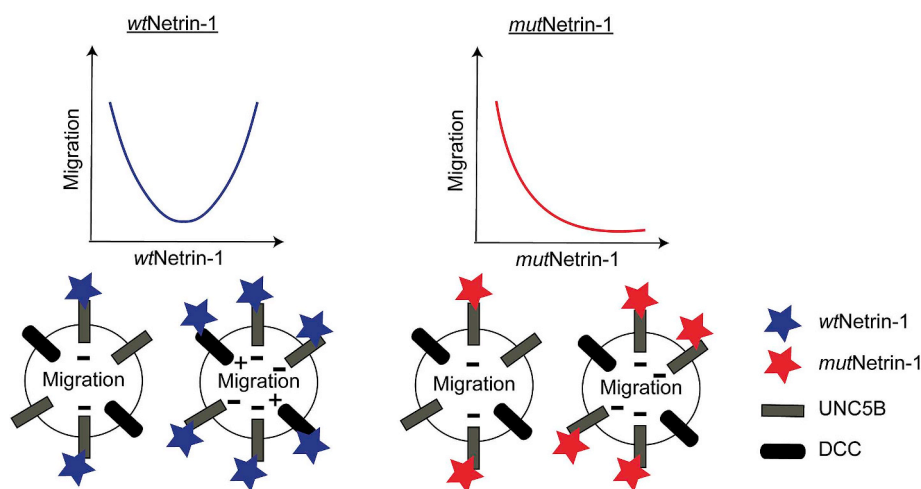 wtNetrin-1
mutNetrin-1
Migration
Migration
wtNetrin-1
mutNetrin-1
- Migration -
- + Migration - - - + -
- Migration -
- Migration - - -
wtNetrin-1
mutNetrin-1
UNC5B
DCC